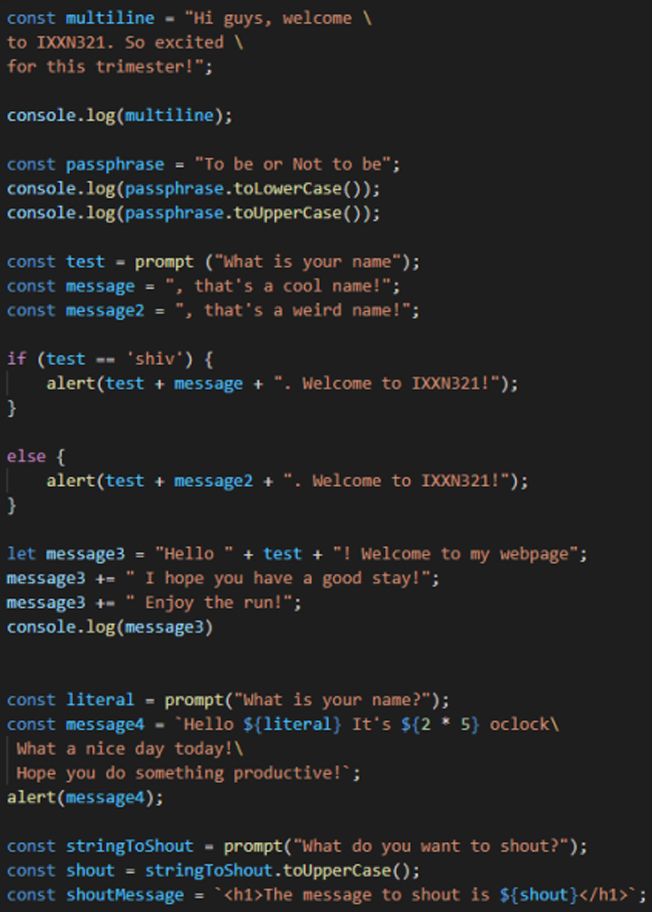 const multiline = "Hi guys, welcome \
to IXXN321. So excited \
for this trimester!";
console.log(multiline);
const passphrase = "To be or Not to be";
console.log(passphrase.toLowerCase());
console.log(passphrase.toUpperCase());
const test = prompt ("What is your name");
const message = ", that's a cool name!";
const message2 = ", that's a weird name!";
if (test == 'shiv') {
    alert(test + message + ". Welcome to IXXN321!");
}
else {
    alert(test + message2 + ". Welcome to IXXN321!");
}
let message3 = "Hello " + test + "! Welcome to my webpage";
message3 += " I hope you have a good stay!";
message3 += " Enjoy the run!";
console.log(message3)
const literal = prompt("What is your name?");
const message4 = `Hello ${literal} It's ${2 * 5} oclock\
 What a nice day today!\
 Hope you do something productive!`;
alert(message4);
const stringToShout = prompt("What do you want to shout?");
const shout = stringToShout.toUpperCase();
const shoutMessage = `<h1>The message to shout is ${shout}</h1>`;